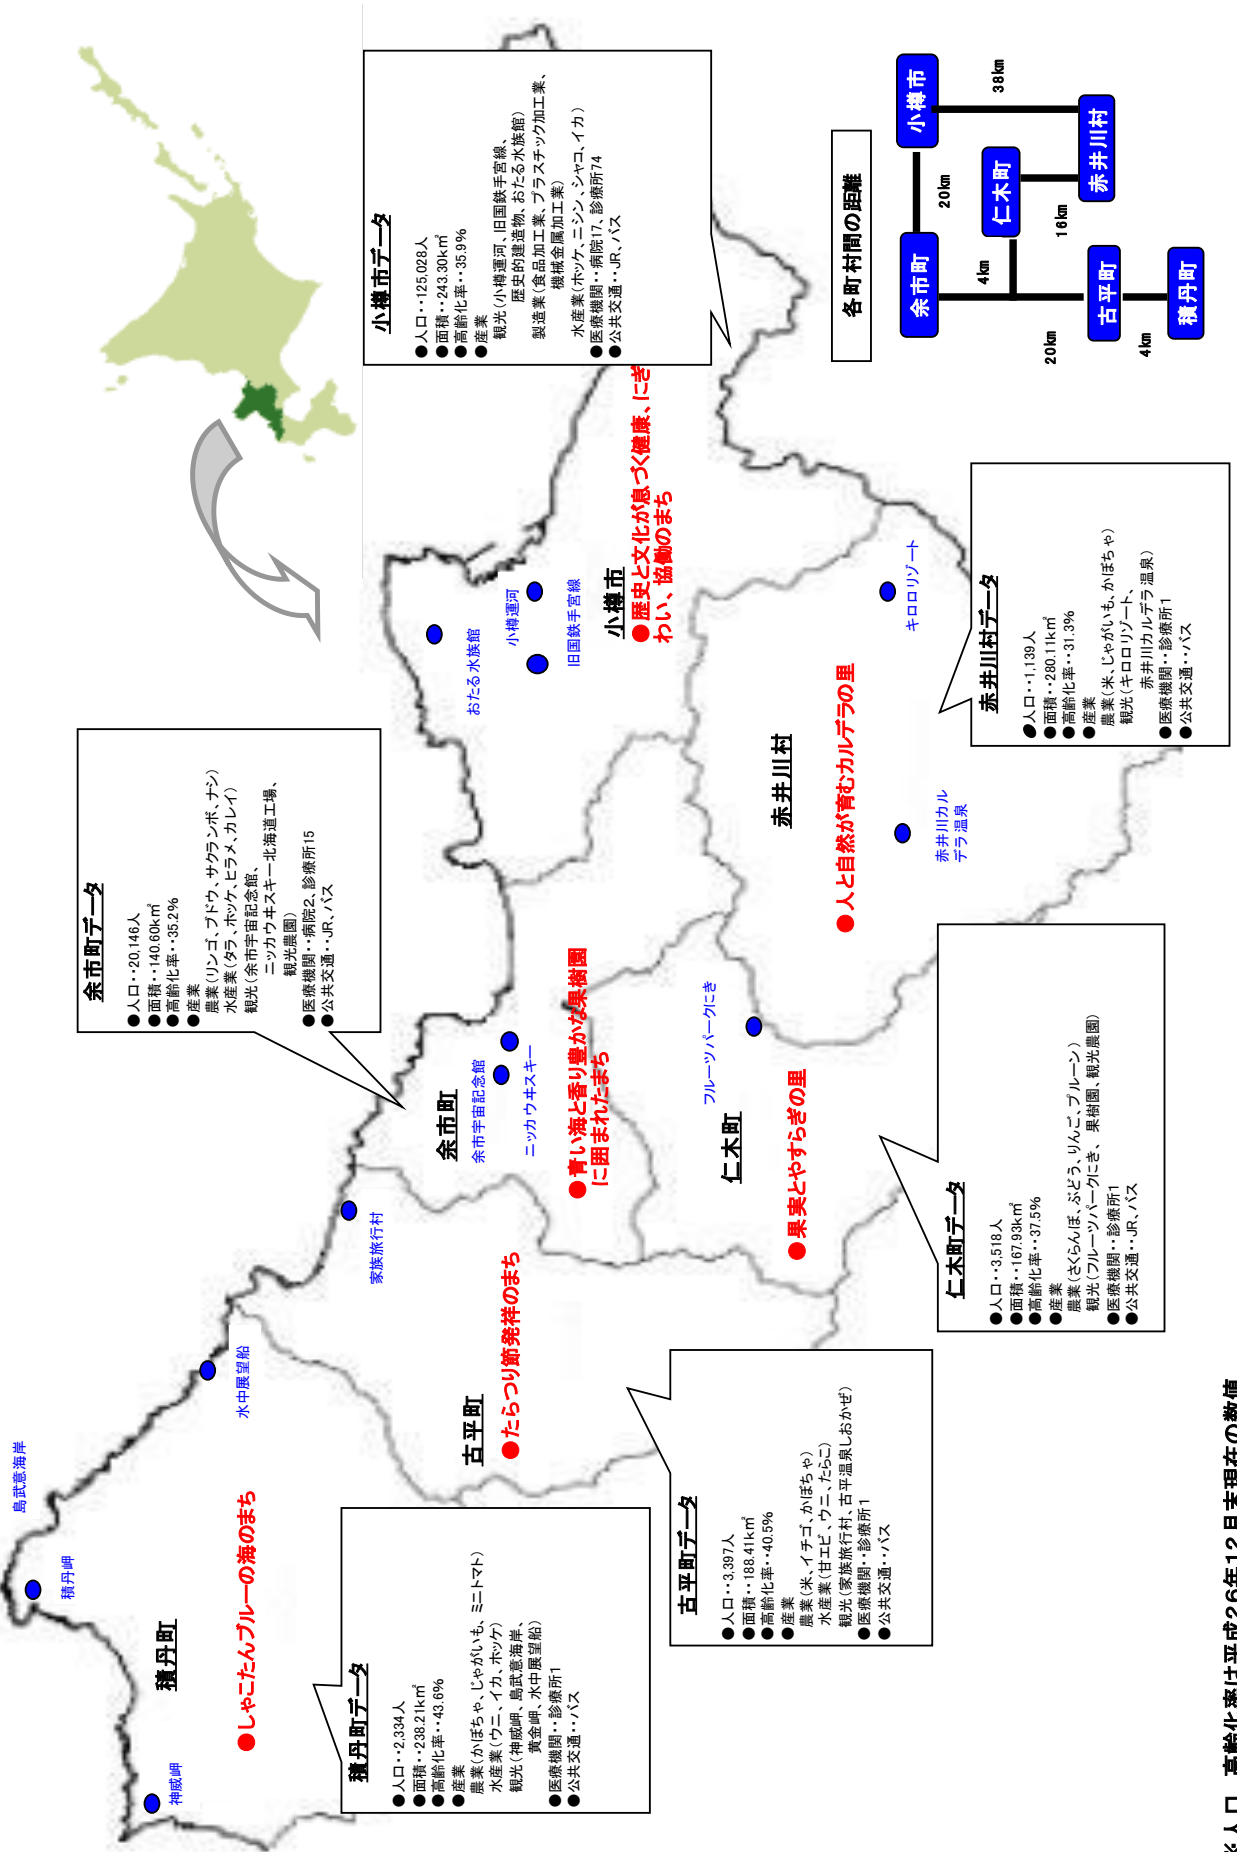 島武意海岸
積丹岬
神威岬
積丹町
●しゃこたんブルーの海のまち
水中展望船
家族旅行村
古平町
●たらつり節発祥のまち
余市町
余市宇宙記念館
ニッカウヰスキー
●青い海と香り豊かな果樹園
に囲まれたまち
仁木町
フルーツパークにき
●果実とやすらぎの里
おたる水族館
小樽運河
旧国鉄手宮線
小樽市
●歴史と文化が息づく健康、にぎ
わい、協働のまち
赤井川村
●人と自然が育むカルデラの里
キロロリゾート
赤井川カル
デラ温泉
余市町データ
●人口・・20,146人
●面積・・140.60k㎡
●高齢化率・・35.2%
●産業
農業(リンゴ、ブドウ、サクランボ、ナシ)
水産業(タラ、ホッケ、ヒラメ、カレイ)
観光(余市宇宙記念館、
ニッカウヰスキー北海道工場、
観光農園)
●医療機関・・病院2、診療所15
●公共交通・・JR、バス
小樽市データ
●人口・・125,028人
●面積・・243.30k㎡
●高齢化率・・35.9%
●産業
観光(小樽運河、旧国鉄手宮線、
歴史的建造物、おたる水族館)
製造業(食品加工業、プラスチック加工業、
機械金属加工業)
水産業(ホッケ、ニシン、シャコ、イカ)
●医療機関・・病院17、診療所74
●公共交通・・JR、バス
積丹町データ
●人口・・2,334人
●面積・・238.21k㎡
●高齢化率・・43.6%
●産業
農業(かぼちゃ、じゃがいも、ミニトマト)
水産業(ウニ、イカ、ホッケ)
観光(神威岬、島武意海岸、
黄金岬、水中展望船)
●医療機関・・診療所1
●公共交通・・バス
古平町データ
●人口・・3,397人
●面積・・188.41k㎡
●高齢化率・・40.5%
●産業
農業(米、イチゴ、かぼちゃ)
水産業(甘エビ、ウニ、たらこ)
観光(家族旅行村、古平温泉しおかぜ)
●医療機関・・診療所1
●公共交通・・バス
仁木町データ
●人口・・3,518人
●面積・・167.93k㎡
●高齢化率・・37.5%
●産業
農業(さくらんぼ、ぶどう、りんご、プルーン)
観光(フルーツパークにき、果樹園、観光農園)
●医療機関・・診療所1
●公共交通・・JR、バス
赤井川村データ
●人口・・1,139人
●面積・・280.11k㎡
●高齢化率・・31.3%
●産業
農業(米、じゃがいも、かぼちゃ)
観光(キロロリゾート、
赤井川カルデラ温泉)
●医療機関・・診療所1
●公共交通・・バス
各町村間の距離
余市町
20km
小樽市
38km
4km
仁木町
16km
赤井川村
20km
古平町
4km
積丹町
※人口、高齢化率は平成26年12月末現在の数値